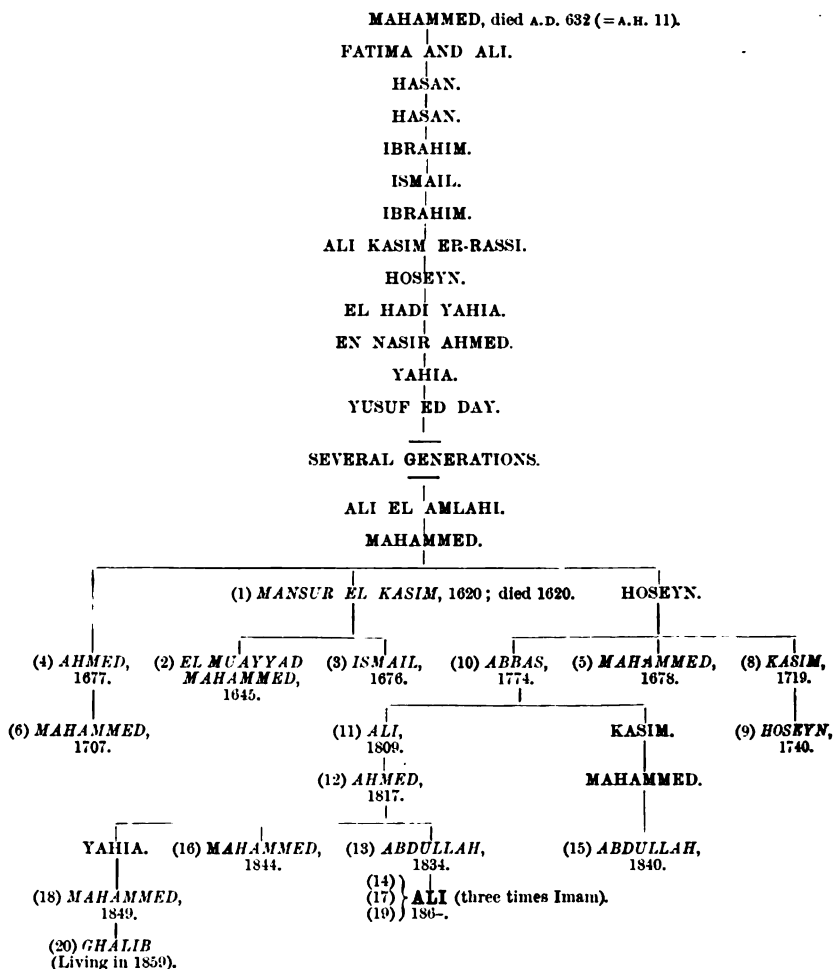 MAHAMMED, died A.D. 632 (=A.H. 11).
FATIMA AND ALI.
HASAN.
HASAN.
IBRAHIM.
ISMAIL.
IBRAHIM.
ALI KASIM ER-RASSI.
HOSEYN.
EL HADI YAHIA.
EN NASIR AHMED.
YAHIA.
YUSUF ED DAY.
SEVERAL GENERATIONS.
ALI EL AMLAHI.
MAHAMMED.
(1) MANSUR EL KASIM, 1620; died 1620. HOSEYN.
(4) AHMED, (2) EL MUAYYAD (3) ISMAIL, (10) ABBAS, (5) MAHAMMED, (8) KASIM,
1677. MAHAMMED, 1676. 1774. 1678. 1719.
1645.
(6) MAHAMMED, (11) ALI, KASIM. (9) HOSEYN,
1707. 1809. 1740.
(12) AHMED, MAHAMMED.
1817.
YAHIA. (16) MAHAMMED, (13) ABDULLAH, (15) ABDULLAH,
1844. 1834. 1840.
(14)
(18) MAHAMMED, (17) ALI (three times Imam).
1849. (19) 186-.
(20) GHALIB
(Living in 1859).